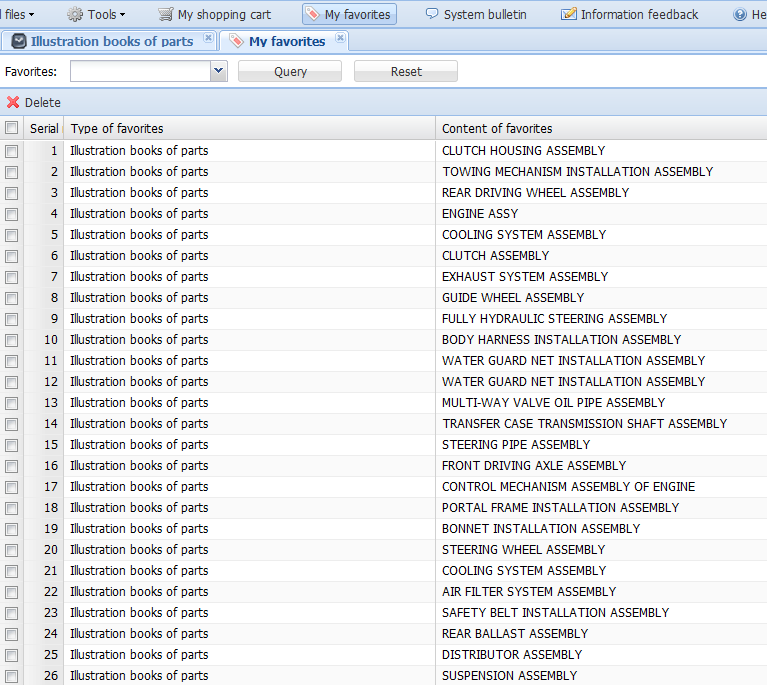 files Tools My shopping cart My favorites System bulletin Information feedback He
Illustration books of parts My favorites
Favorites: Query Reset
Delete
Serial Type of favorites Content of favorites
1 Illustration books of parts CLUTCH HOUSING ASSEMBLY
2 Illustration books of parts TOWING MECHANISM INSTALLATION ASSEMBLY
3 Illustration books of parts REAR DRIVING WHEEL ASSEMBLY
4 Illustration books of parts ENGINE ASSY
5 Illustration books of parts COOLING SYSTEM ASSEMBLY
6 Illustration books of parts CLUTCH ASSEMBLY
7 Illustration books of parts EXHAUST SYSTEM ASSEMBLY
8 Illustration books of parts GUIDE WHEEL ASSEMBLY
9 Illustration books of parts FULLY HYDRAULIC STEERING ASSEMBLY
10 Illustration books of parts BODY HARNESS INSTALLATION ASSEMBLY
11 Illustration books of parts WATER GUARD NET INSTALLATION ASSEMBLY
12 Illustration books of parts WATER GUARD NET INSTALLATION ASSEMBLY
13 Illustration books of parts MULTI-WAY VALVE OIL PIPE ASSEMBLY
14 Illustration books of parts TRANSFER CASE TRANSMISSION SHAFT ASSEMBLY
15 Illustration books of parts STEERING PIPE ASSEMBLY
16 Illustration books of parts FRONT DRIVING AXLE ASSEMBLY
17 Illustration books of parts CONTROL MECHANISM ASSEMBLY OF ENGINE
18 Illustration books of parts PORTAL FRAME INSTALLATION ASSEMBLY
19 Illustration books of parts BONNET INSTALLATION ASSEMBLY
20 Illustration books of parts STEERING WHEEL ASSEMBLY
21 Illustration books of parts COOLING SYSTEM ASSEMBLY
22 Illustration books of parts AIR FILTER SYSTEM ASSEMBLY
23 Illustration books of parts SAFETY BELT INSTALLATION ASSEMBLY
24 Illustration books of parts REAR BALLAST ASSEMBLY
25 Illustration books of parts DISTRIBUTOR ASSEMBLY
26 Illustration books of parts SUSPENSION ASSEMBLY